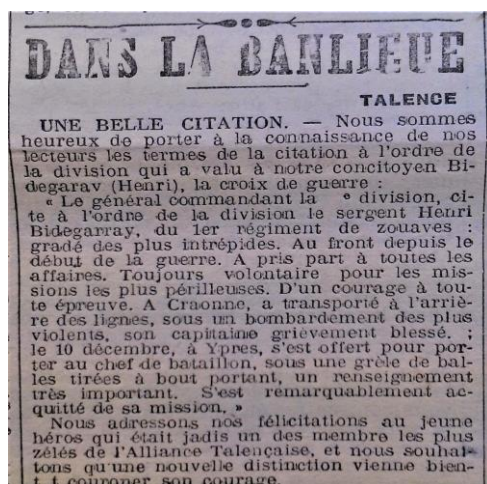 DANS LA BANLIEUE
TALENCE
UNE BELLE CITATION. — Nous sommes
heureux de porter à la connaissance de nos
lecteurs les termes de la citation à l'ordre de
la division qui a valu à notre concitoyen Bi-
degarav (Henri), la croix de guerre :
« Le général commandant la e division, ci-
te à l'ordre de la division le sergent Henri
Bidegarray, du 1er régiment de zouaves :
gradé des plus intrépides. Au front depuis le
début de la guerre. A pris part à toutes les
affaires. Toujours volontaire pour les mis-
sions les plus périlleuses. D'un courage à tou-
te épreuve. A Craonne, a transporté à l'arriè-
re des lignes, sous un bombardement des plus
violents, son capitaine grièvement blessé. ;
le 10 décembre, à Ypres, s'est offert pour por-
ter au chef de bataillon, sous une grêle de bal-
les tirées à bout portant, un renseignement
très important. S'est remarquablement ac-
quitté de sa mission. »
Nous adressons nos félicitations au jeune
héros qui était jadis un des membre les plus
zélés de l'Alliance Talençaise, et nous souhai-
tons qu'une nouvelle distinction vienne bien-
t t couponer son courage.